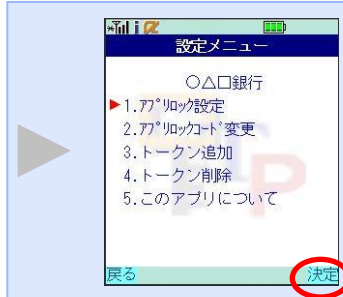 設定メニュー
○△□銀行
1.ｱﾌﾟﾘﾛｯｸ設定
2.ｱﾌﾟﾘﾛｯｸｺｰﾄﾞ変更
3.トークン追加
4.トークン削除
5.このアプリについて
戻る 決定